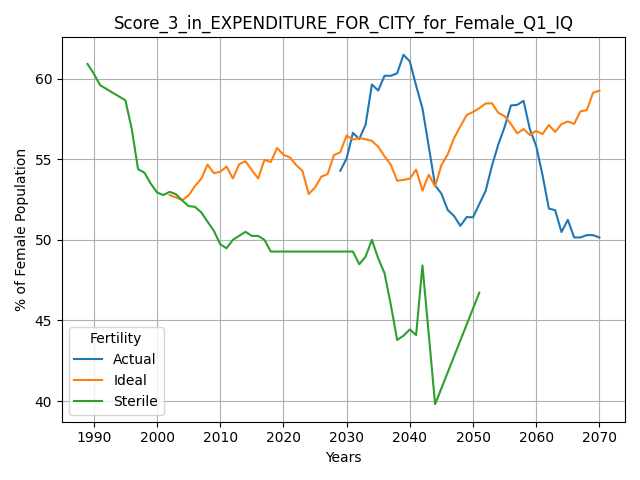 Score_3_in_EXPENDITURE_FOR_CITY_for_Female_Q1_IQ
% of Female Population
60
55
50
45
40
Fertility
Actual
Ideal
Sterile
1990 2000 2010 2020 2030 2040 2050 2060 2070
Years